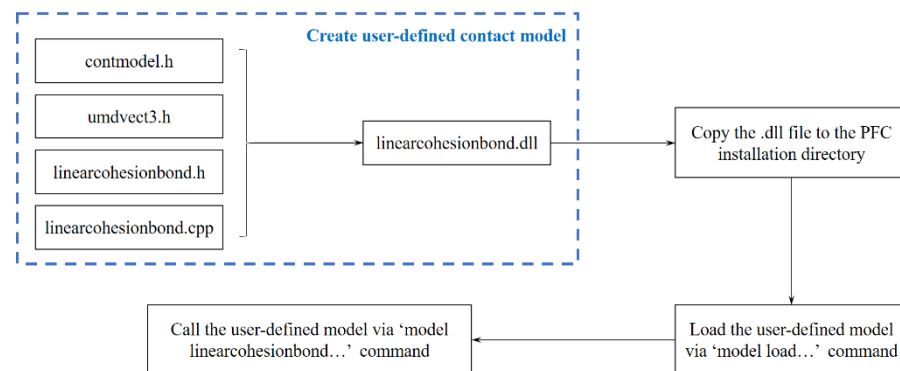 Create user-defined contact model
contmodel.h
umdvect3.h
linearcohesionbond.h
linearcohesionbond.cpp
linearcohesionbond.dll
Copy the .dll file to the PFC
installation directory
Load the user-defined model
via ‘model load…’ command
Call the user-defined model via ‘model
linearcohesionbond…’ command